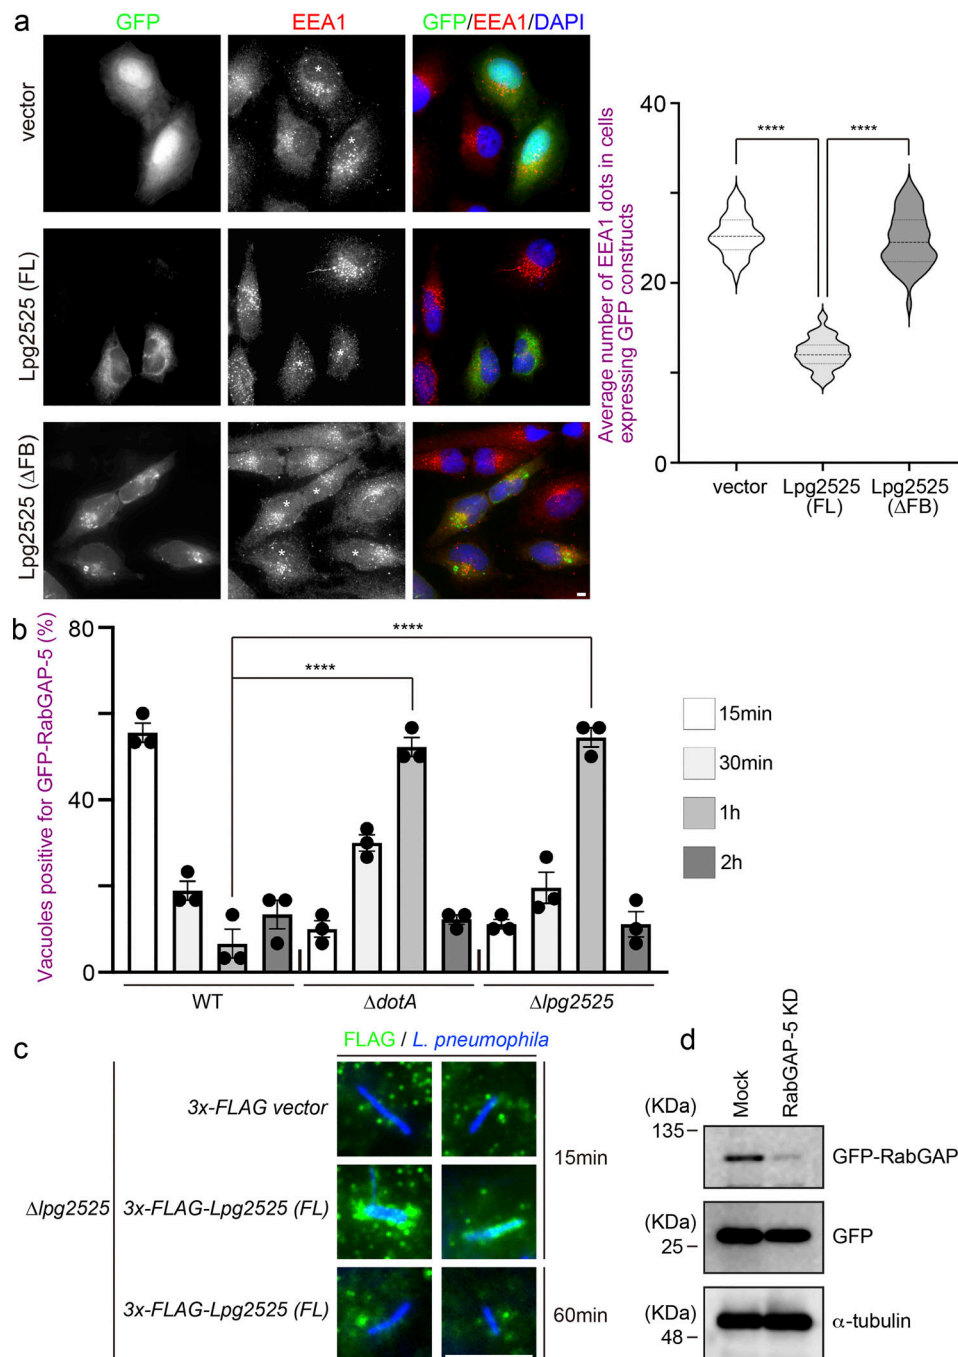 a
GFP
EEA1
GFP/EEA1/DAPI
vector
Lpg2525 (FL)
Lpg2525 (ΔFB)
* * * * * * * *
Average number of EEA1 dots in cells
expressing GFP constructs
40
20
0
**** ****
vector
Lpg2525
(FL)
Lpg2525
(ΔFB)
b
Vacuoles positive for GFP-RabGAP-5 (%)
80
40
0
****
****
WT
ΔdotA
Δlpg2525
15min
30min
1h
2h
c
FLAG / L. pneumophila
Δlpg2525
3x-FLAG vector
3x-FLAG-Lpg2525 (FL)
3x-FLAG-Lpg2525 (FL)
15min
60min
d
Mock
RabGAP-5 KD
(KDa)
135
GFP-RabGAP
(KDa)
25
GFP
(KDa)
48
α-tubulin